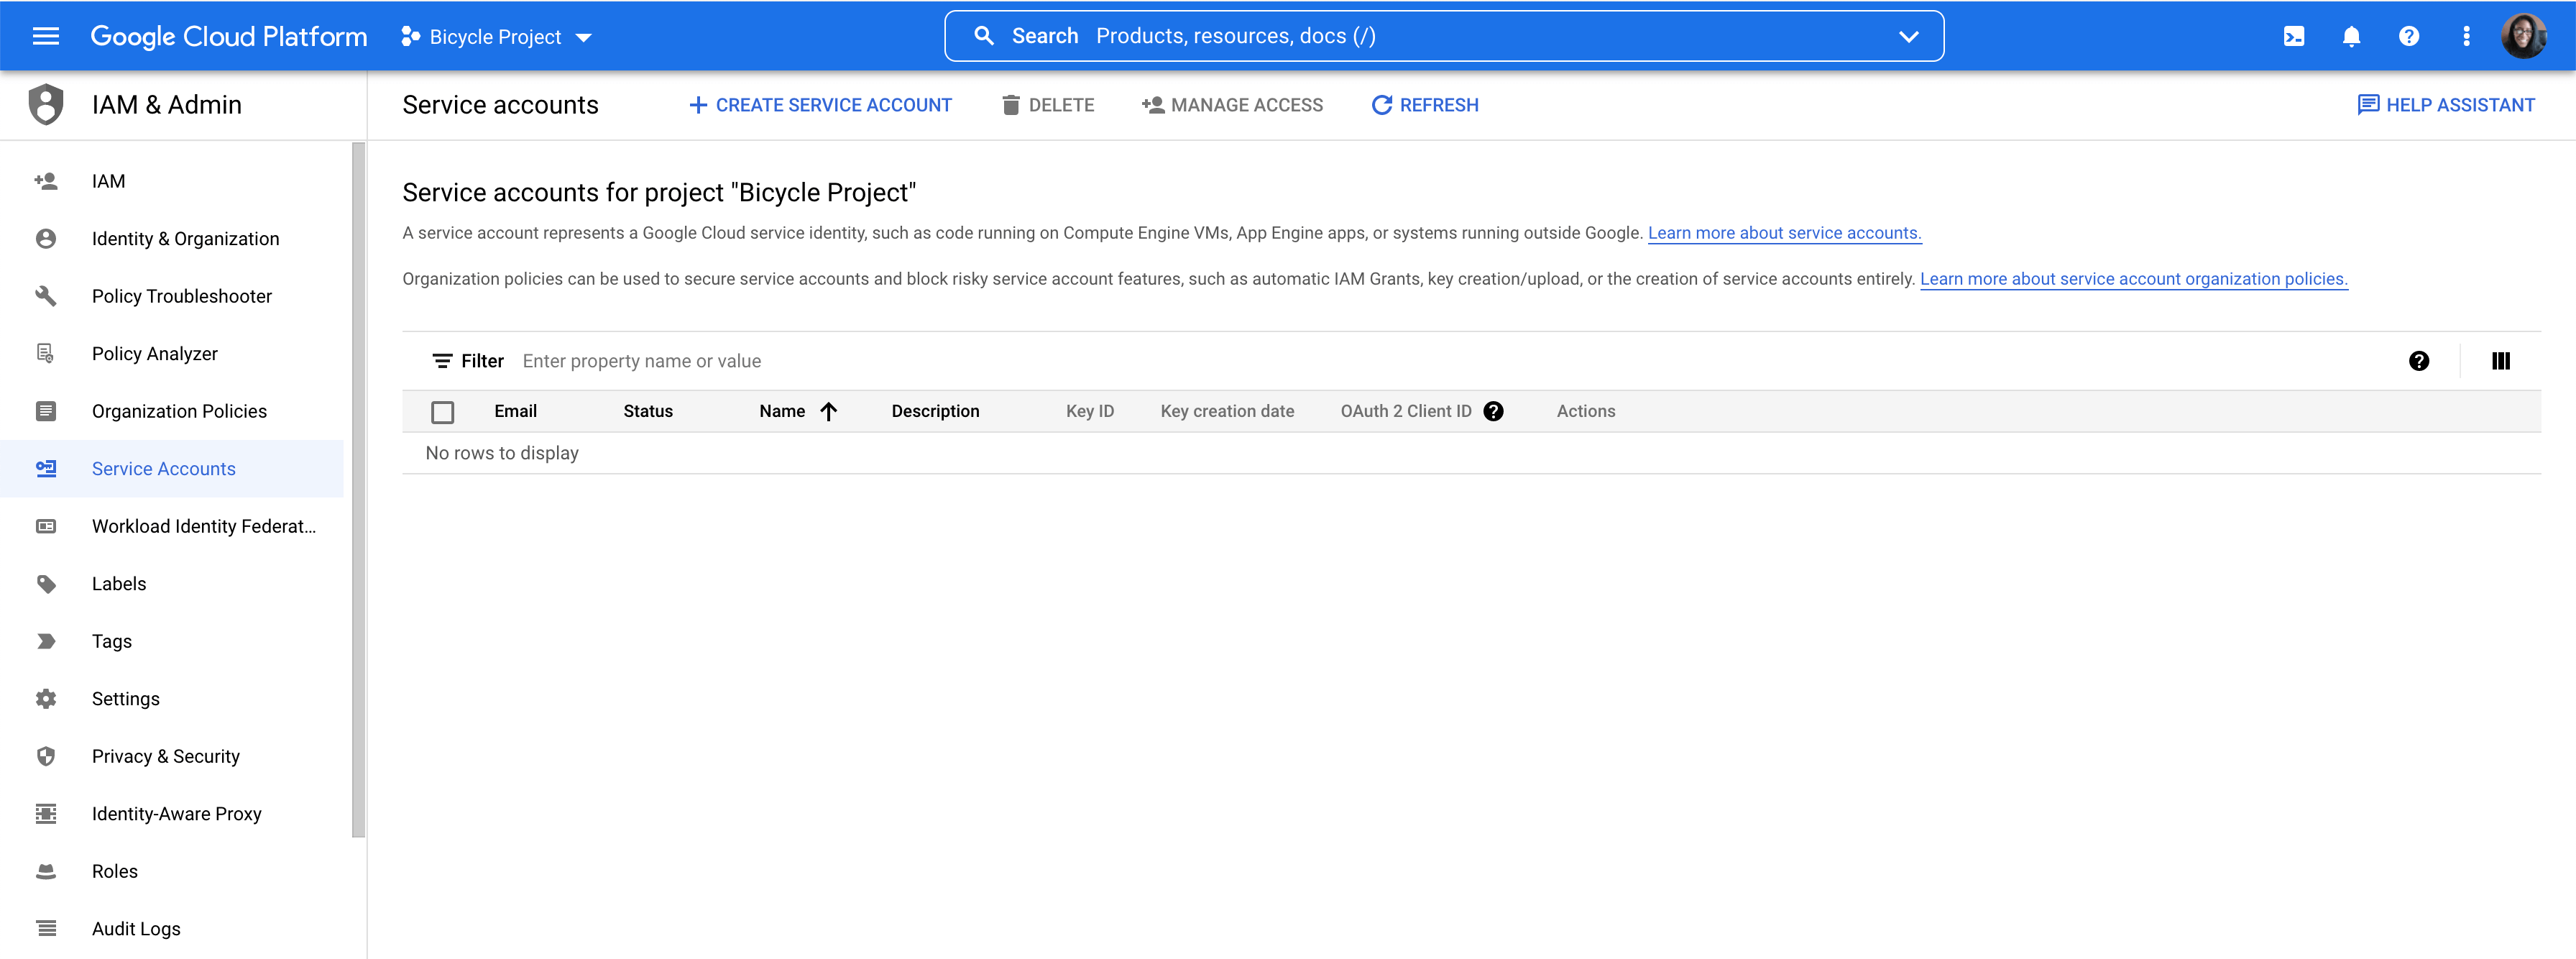 Google Cloud Platform
Bicycle Project
Search Products, resources, docs (/)
IAM & Admin
Service accounts
CREATE SERVICE ACCOUNT
DELETE
MANAGE ACCESS
REFRESH
HELP ASSISTANT
IAM
Identity & Organization
Policy Troubleshooter
Policy Analyzer
Organization Policies
Service Accounts
Workload Identity Federat...
Labels
Tags
Settings
Privacy & Security
Identity-Aware Proxy
Roles
Audit Logs
Service accounts for project "Bicycle Project"
A service account represents a Google Cloud service identity, such as code running on Compute Engine VMs, App Engine apps, or systems running outside Google. Learn more about service accounts.
Organization policies can be used to secure service accounts and block risky service account features, such as automatic IAM Grants, key creation/upload, or the creation of service accounts entirely. Learn more about service account organization policies.
Filter Enter property name or value
Email Status Name Description Key ID Key creation date OAuth 2 Client ID Actions
No rows to display